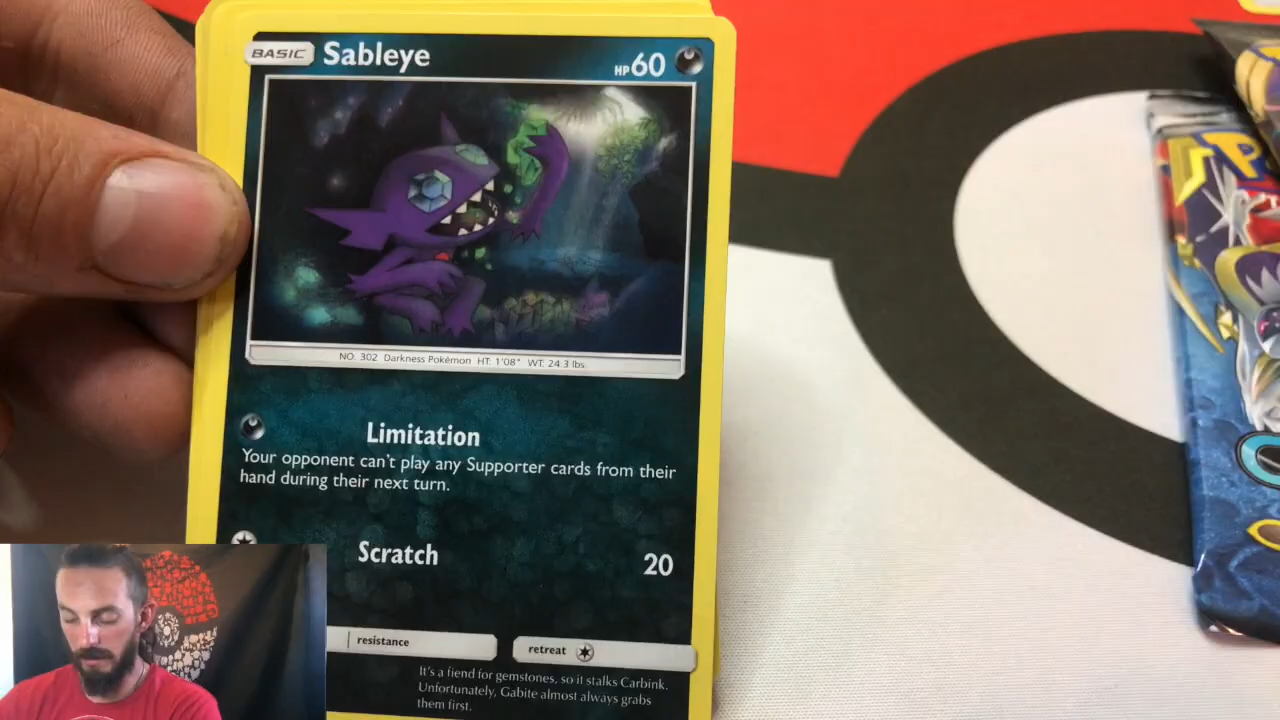 BASIC Sableye HP60
NO. 302 Darkness Pokémon HT: 1'08" WT: 24.3 lbs.
Limitation
Your opponent can't play any Supporter cards from their
hand during their next turn.
Scratch 20
resistance
retreat
It's a fiend for gemstones, so it stalks Carbink.
Unfortunately, Gabite almost always grabs
them first.